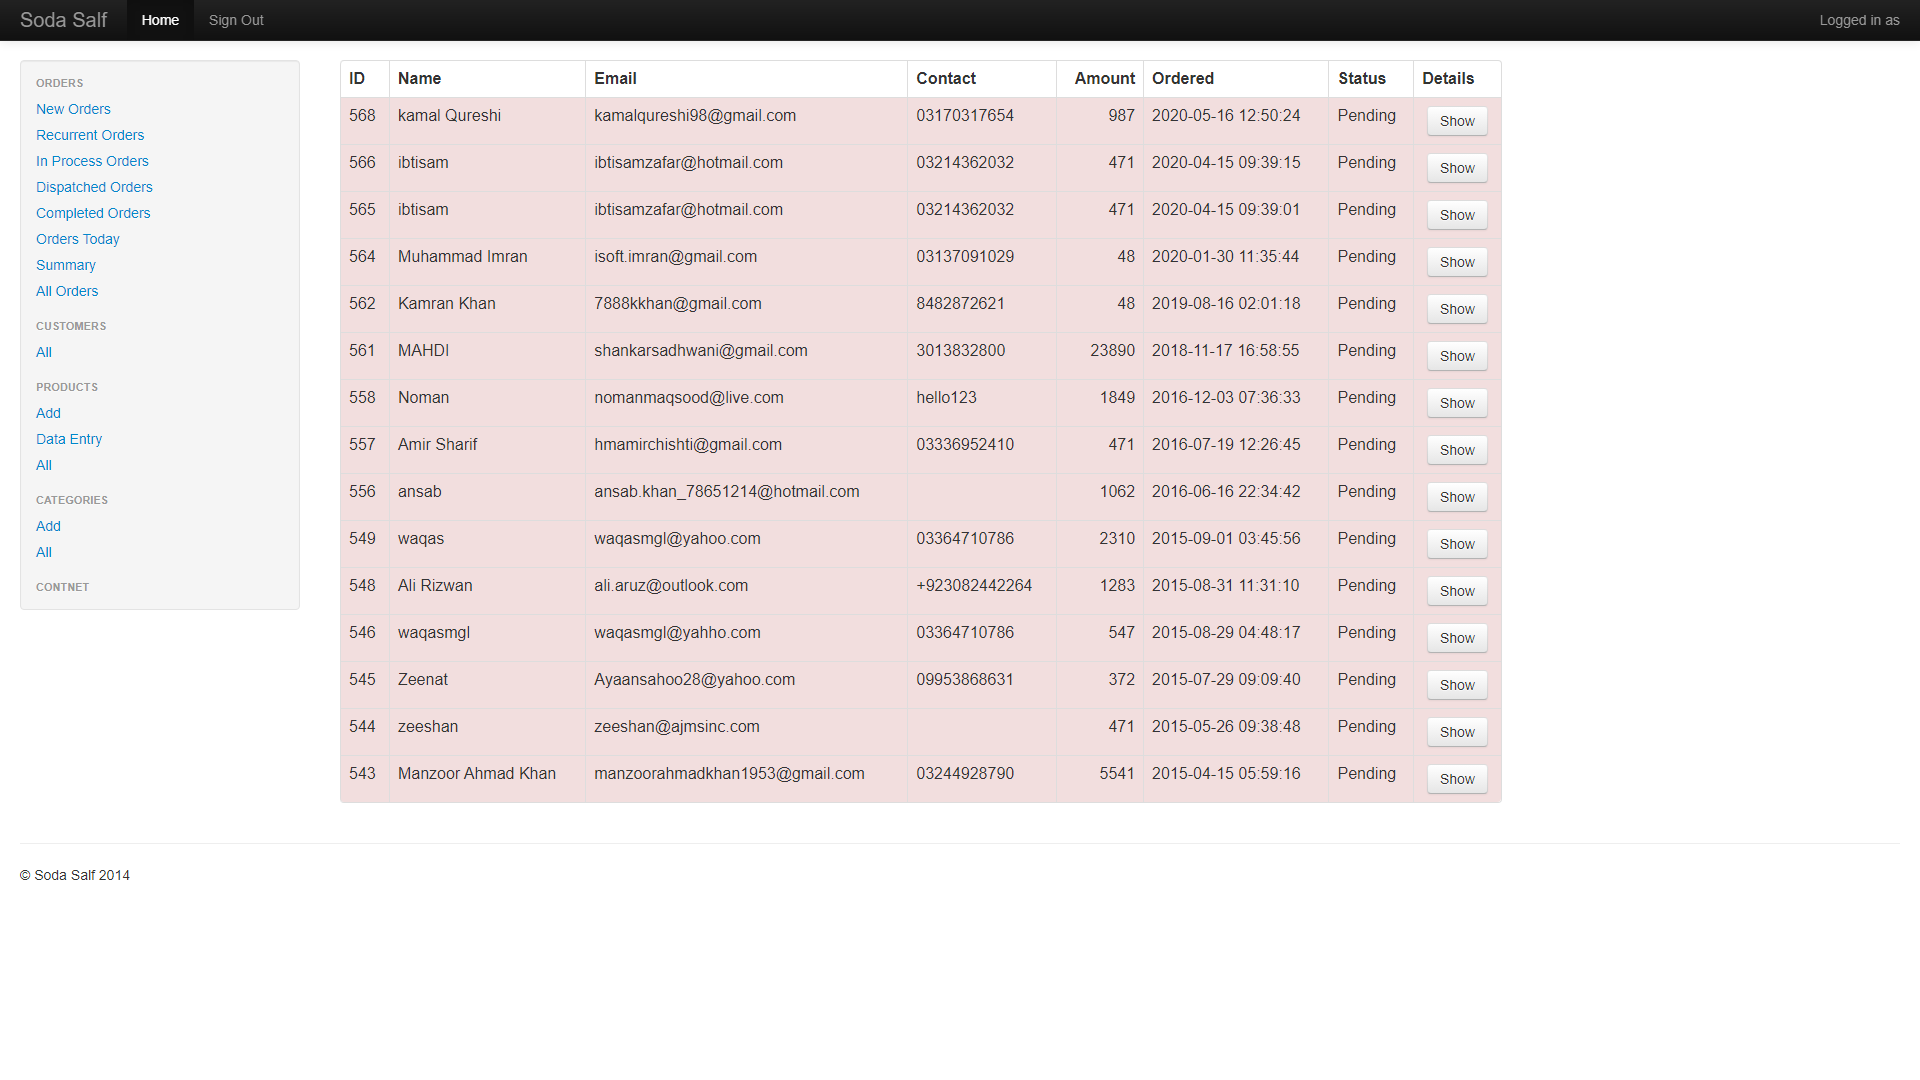 Soda Salf Home Sign Out Logged in as
ORDERS
New Orders
Recurrent Orders
In Process Orders
Dispatched Orders
Completed Orders
Orders Today
Summary
All Orders
CUSTOMERS
All
PRODUCTS
Add
Data Entry
All
CATEGORIES
Add
All
CONTNET
ID Name Email Contact Amount Ordered Status Details
568 kamal Qureshi kamalqureshi98@gmail.com 03170317654 987 2020-05-16 12:50:24 Pending Show
566 ibtisam ibtisamzafar@hotmail.com 03214362032 471 2020-04-15 09:39:15 Pending Show
565 ibtisam ibtisamzafar@hotmail.com 03214362032 471 2020-04-15 09:39:01 Pending Show
564 Muhammad Imran isoft.imran@gmail.com 03137091029 48 2020-01-30 11:35:44 Pending Show
562 Kamran Khan 7888kkhan@gmail.com 8482872621 48 2019-08-16 02:01:18 Pending Show
561 MAHDI shankarsadhwani@gmail.com 3013832800 23890 2018-11-17 16:58:55 Pending Show
558 Noman nomanmaqsood@live.com hello123 1849 2016-12-03 07:36:33 Pending Show
557 Amir Sharif hmamirchishti@gmail.com 03336952410 471 2016-07-19 12:26:45 Pending Show
556 ansab ansab.khan_78651214@hotmail.com 1062 2016-06-16 22:34:42 Pending Show
549 waqas waqasmgl@yahoo.com 03364710786 2310 2015-09-01 03:45:56 Pending Show
548 Ali Rizwan ali.aruz@outlook.com +923082442264 1283 2015-08-31 11:31:10 Pending Show
546 waqasmgl waqasmgl@yahho.com 03364710786 547 2015-08-29 04:48:17 Pending Show
545 Zeenat Ayaansahoo28@yahoo.com 09953868631 372 2015-07-29 09:09:40 Pending Show
544 zeeshan zeeshan@ajmsinc.com 471 2015-05-26 09:38:48 Pending Show
543 Manzoor Ahmad Khan manzoorahmadkhan1953@gmail.com 03244928790 5541 2015-04-15 05:59:16 Pending Show
© Soda Salf 2014